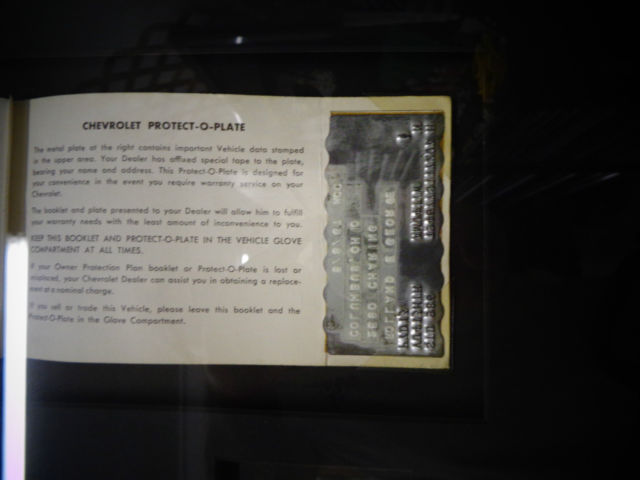 CHEVROLET PROTECT-O-PLATE
The metal plate at the right contains important Vehicle data stamped
in the upper area. Your Dealer has affixed special tape to the plate,
bearing your name and address. This Protect-O-Plate is designed for
your convenience in the event you require warranty service on your
Chevrolet.
The booklet and plate presented to your Dealer will allow him to fulfill
your warranty needs with the least amount of inconvenience to you.
KEEP THIS BOOKLET AND PROTECT-O-PLATE IN THE VEHICLE GLOVE
COMPARTMENT AT ALL TIMES.
If your Owner Protection Plan booklet or Protect-O-Plate is lost or
misplaced, your Chevrolet Dealer can assist you in obtaining a replace-
ment at a nominal charge.
If you sell or trade this Vehicle, please leave this booklet and the
Protect-O-Plate in the Glove Compartment.
COLUMBUS OHIO